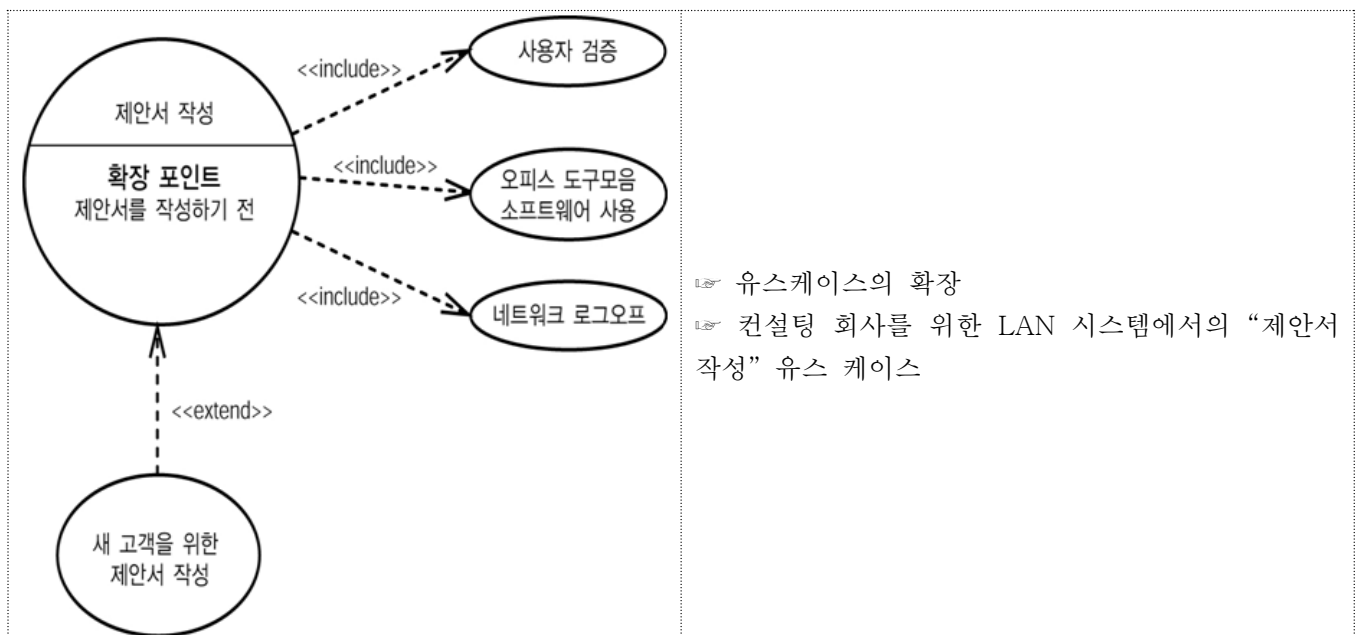 사용자 검증
<<include>>
제안서 작성
<<include>>
확장 포인트
제안서를 작성하기 전
오피스 도구모음
소프트웨어 사용
<<include>>
네트워크 로그오프
<<extend>>
새 고객을 위한
제안서 작성
☞ 유스케이스의 확장
☞ 컨설팅 회사를 위한 LAN 시스템에서의 “제안서
작성” 유스 케이스